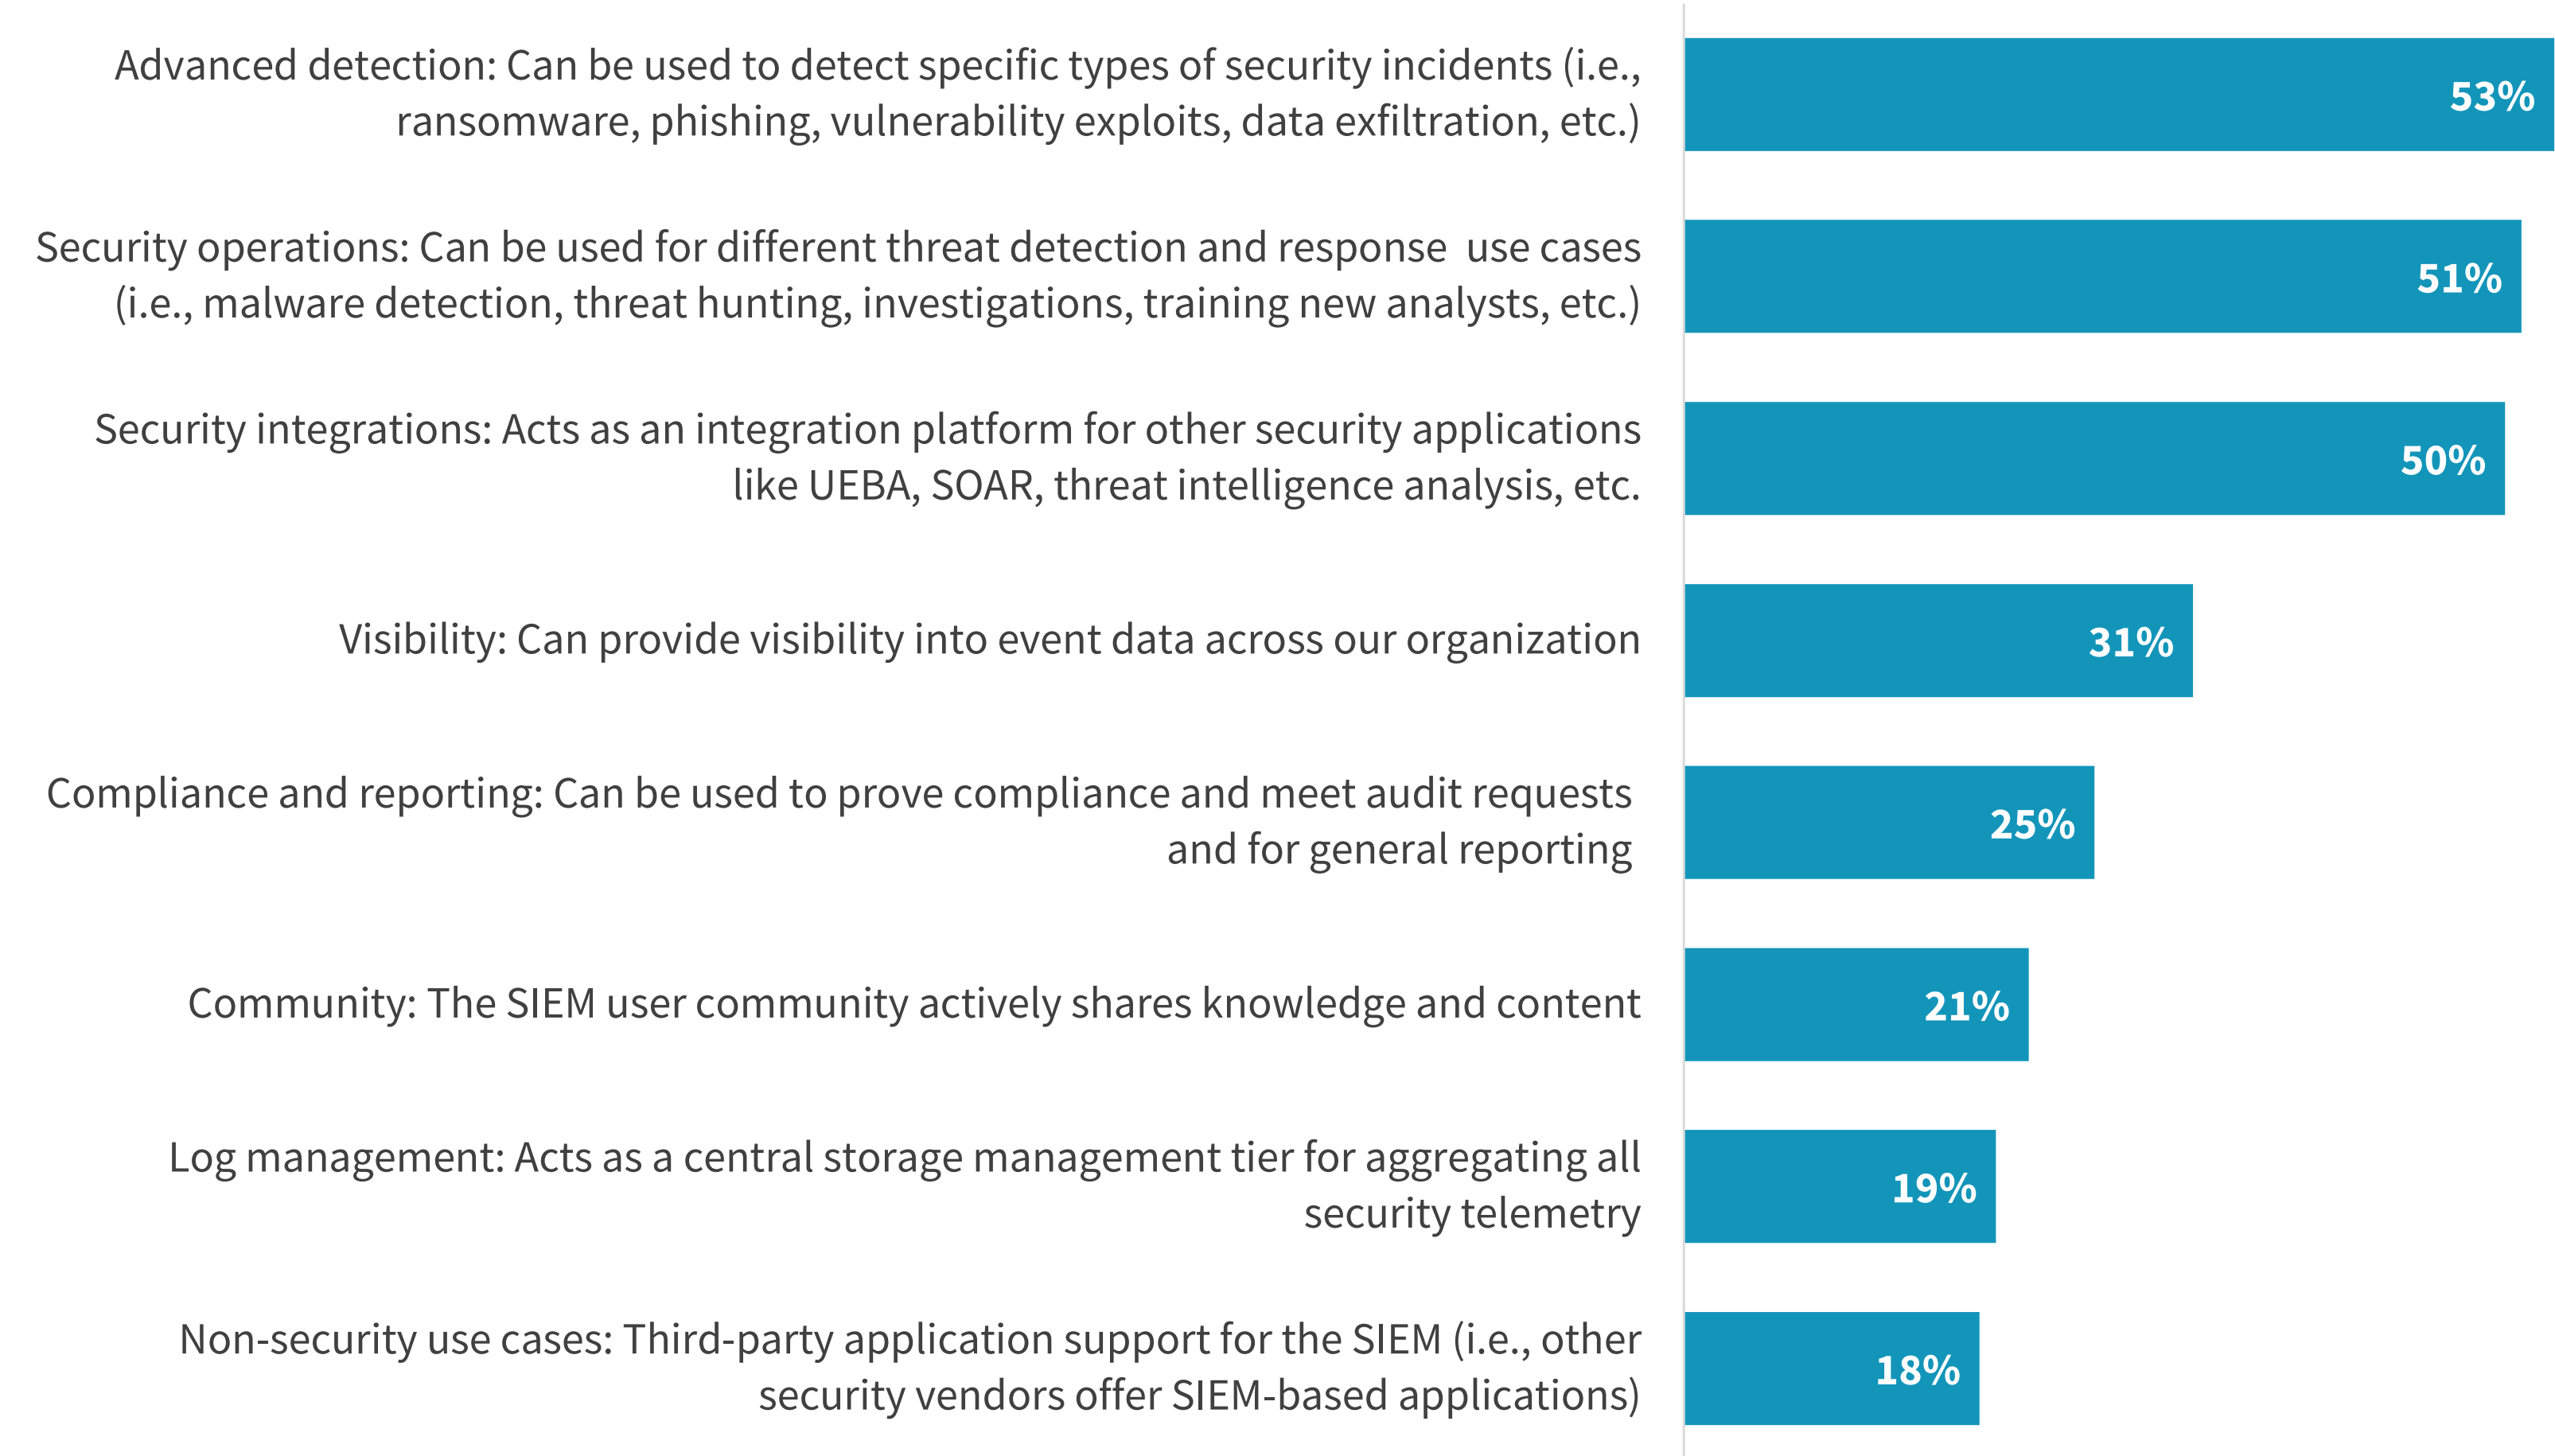 Advanced detection: Can be used to detect specific types of security incidents (i.e.,
ransomware, phishing, vulnerability exploits, data exfiltration, etc.)
53%
Security operations: Can be used for different threat detection and response  use cases
(i.e., malware detection, threat hunting, investigations, training new analysts, etc.)
51%
Security integrations: Acts as an integration platform for other security applications
like UEBA, SOAR, threat intelligence analysis, etc.
50%
Visibility: Can provide visibility into event data across our organization
31%
Compliance and reporting: Can be used to prove compliance and meet audit requests
and for general reporting
25%
Community: The SIEM user community actively shares knowledge and content
21%
Log management: Acts as a central storage management tier for aggregating all
security telemetry
19%
Non-security use cases: Third-party application support for the SIEM (i.e., other
security vendors offer SIEM-based applications)
18%